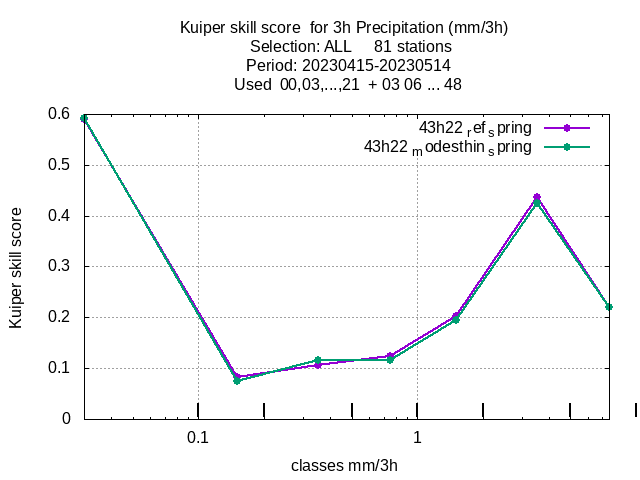 Kuiper skill score  for 3h Precipitation (mm/3h)
Selection: ALL     81 stations
Period: 20230415-20230514
Used  00,03,...,21  + 03 06 ... 48
43h22 ref spring
43h22 modesthin spring
0.6
0.5
0.4
0.3
0.2
0.1
0
Kuiper skill score
0.1 1
classes mm/3h